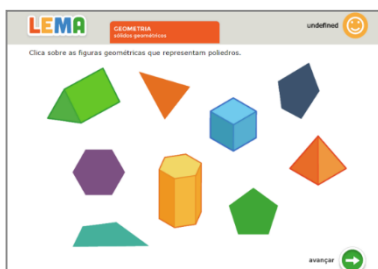 LEMA
GEOMETRIA
sólidos geométricos
undefined
Clica sobre as figuras geométricas que representam poliedros.
avançar